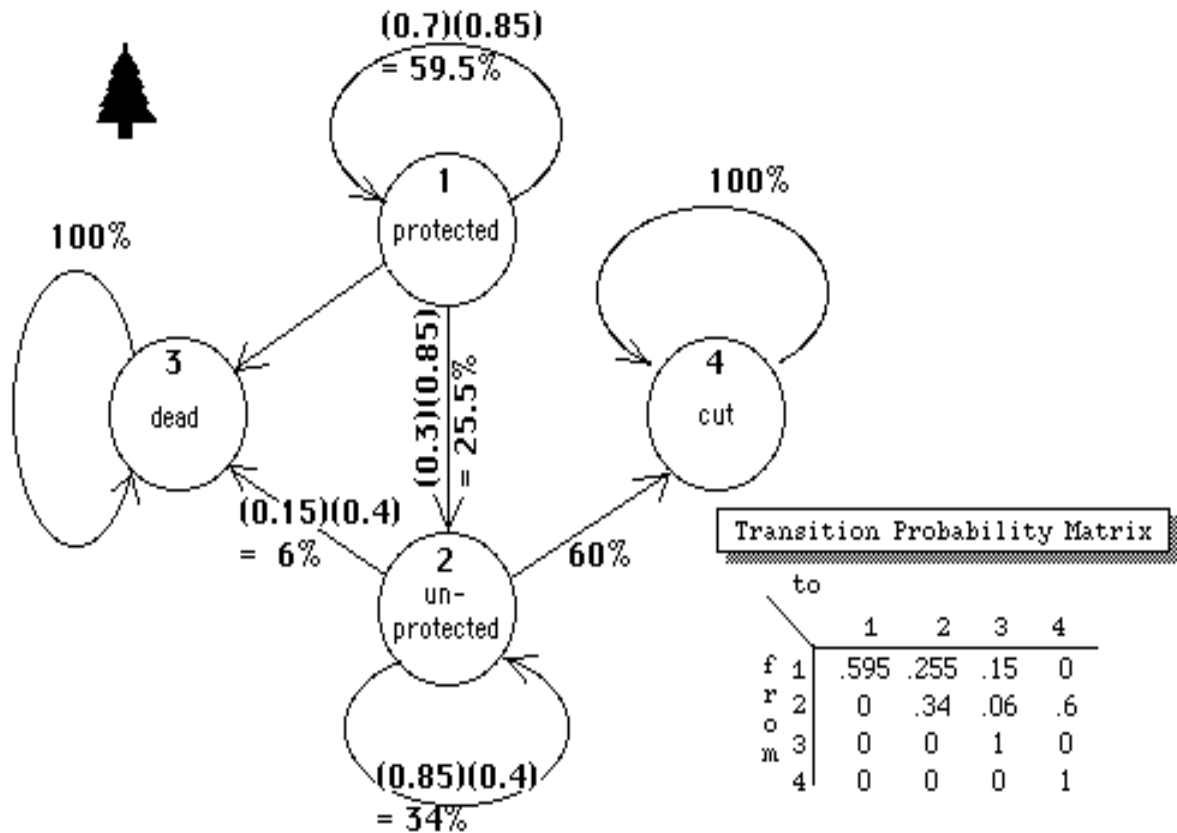 (0.7)(0.85)
= 59.5%
1
protected
100%
100%
3
dead
(0.3)(0.85)
= 25.5%
4
cut
(0.15)(0.4)
= 6%
2
un-
protected
60%
(0.85)(0.4)
= 34%
Transition Probability Matrix
to
1 2 3 4
from
1 .595 .255 .15 0
2 0 .34 .06 .6
3 0 0 1 0
4 0 0 0 1